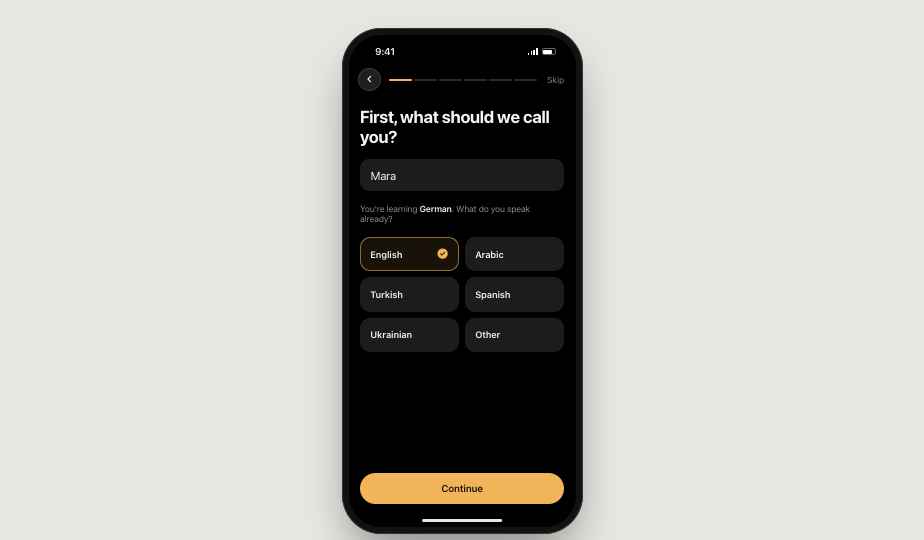 9:41
Skip
First, what should we call
you?
Mara
You're learning German. What do you speak
already?
English
Arabic
Turkish
Spanish
Ukrainian
Other
Continue